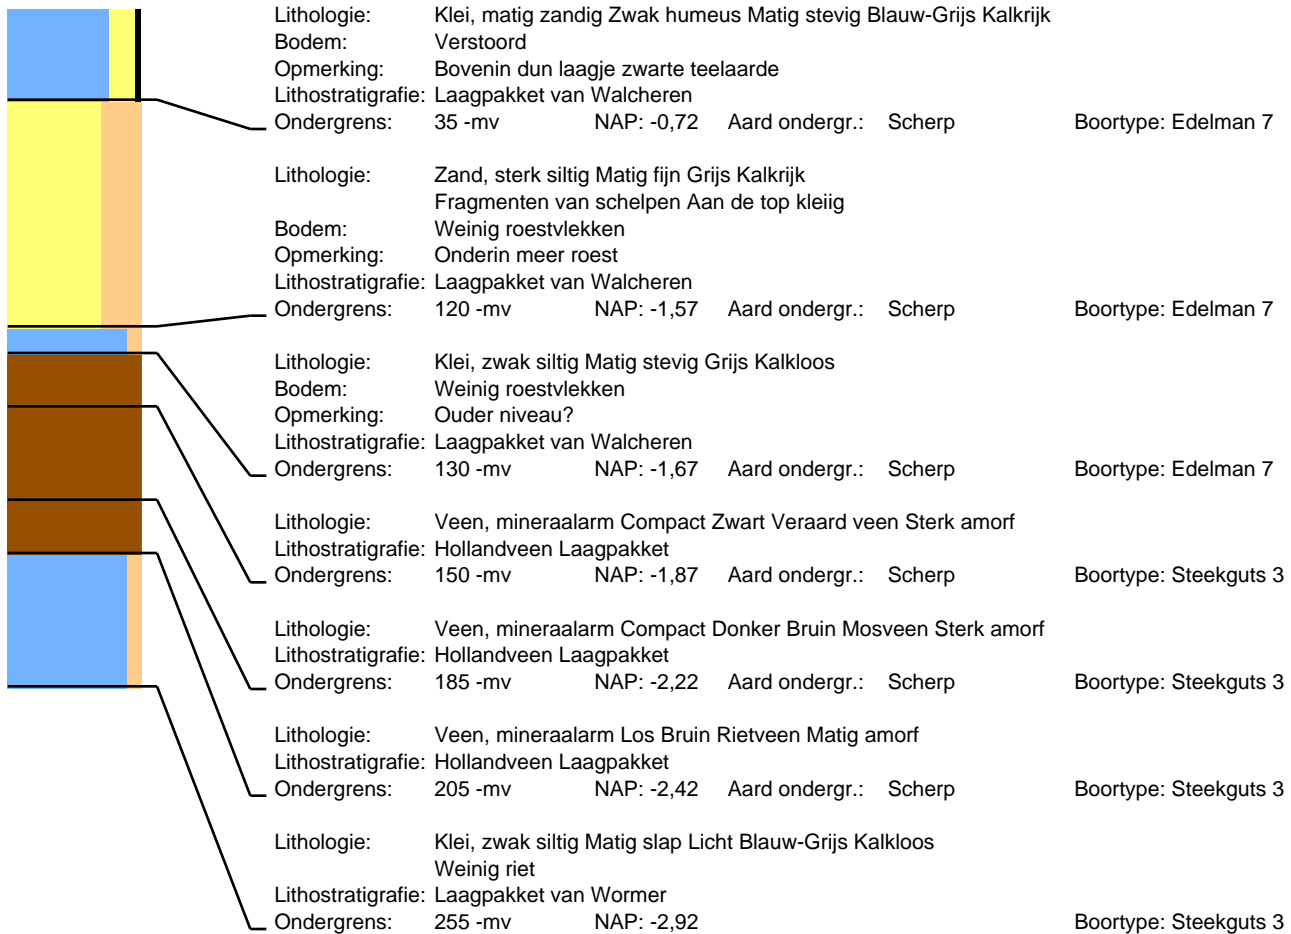 Lithologie: Klei, matig zandig Zwak humeus Matig stevig Blauw-Grijs Kalkrijk
Bodem: Verstoord
Opmerking: Bovenin dun laagje zwarte teelaarde
Lithostratigrafie: Laagpakket van Walcheren
Ondergrens: 35 -mv NAP: -0,72 Aard ondergr.: Scherp Boortype: Edelman 7
Lithologie: Zand, sterk siltig Matig fijn Grijs Kalkrijk
Fragmenten van schelpen Aan de top kleiig
Bodem: Weinig roestvlekken
Opmerking: Onderin meer roest
Lithostratigrafie: Laagpakket van Walcheren
Ondergrens: 120 -mv NAP: -1,57 Aard ondergr.: Scherp Boortype: Edelman 7
Lithologie: Klei, zwak siltig Matig stevig Grijs Kalkloos
Bodem: Weinig roestvlekken
Opmerking: Ouder niveau?
Lithostratigrafie: Laagpakket van Walcheren
Ondergrens: 130 -mv NAP: -1,67 Aard ondergr.: Scherp Boortype: Edelman 7
Lithologie: Veen, mineraalarm Compact Zwart Veraard veen Sterk amorf
Lithostratigrafie: Hollandveen Laagpakket
Ondergrens: 150 -mv NAP: -1,87 Aard ondergr.: Scherp Boortype: Steekguts 3
Lithologie: Veen, mineraalarm Compact Donker Bruin Mosveen Sterk amorf
Lithostratigrafie: Hollandveen Laagpakket
Ondergrens: 185 -mv NAP: -2,22 Aard ondergr.: Scherp Boortype: Steekguts 3
Lithologie: Veen, mineraalarm Los Bruin Rietveen Matig amorf
Lithostratigrafie: Hollandveen Laagpakket
Ondergrens: 205 -mv NAP: -2,42 Aard ondergr.: Scherp Boortype: Steekguts 3
Lithologie: Klei, zwak siltig Matig slap Licht Blauw-Grijs Kalkloos
Weinig riet
Lithostratigrafie: Laagpakket van Wormer
Ondergrens: 255 -mv NAP: -2,92 Boortype: Steekguts 3